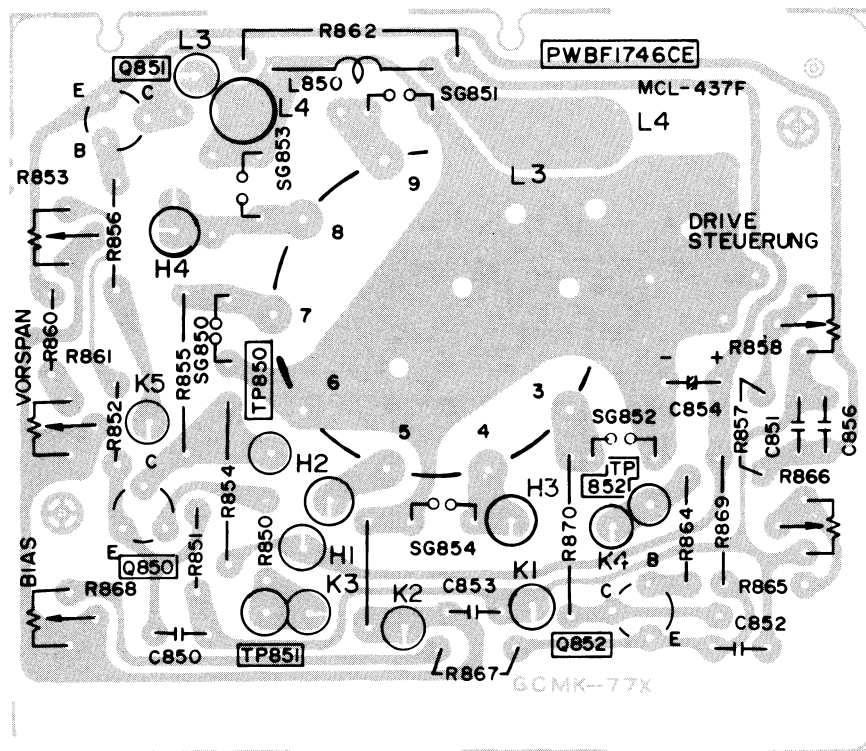 R862
PWBF1746CE
L3
Q851
L850
MCL-437F
E
C
SG851
L4
L4
B
SG853
R853
9
L3
R856
8
DRIVE
STEUERUNG
H4
7
R860
SG850
R855
TP850
VORSPAN
R861
K5
R852
6
3
- +
R858
C854
R857
C851
C856
5
4
SG852
C
R854
H2
TP
852
R866
H3
R870
R864
R869
R851
R850
SG854
H1
K4
B
E
Q850
BIAS
R868
K3
K2
C853
K1
C
R865
C850
TP851
Q852
E
C852
R867
GCMK-77X